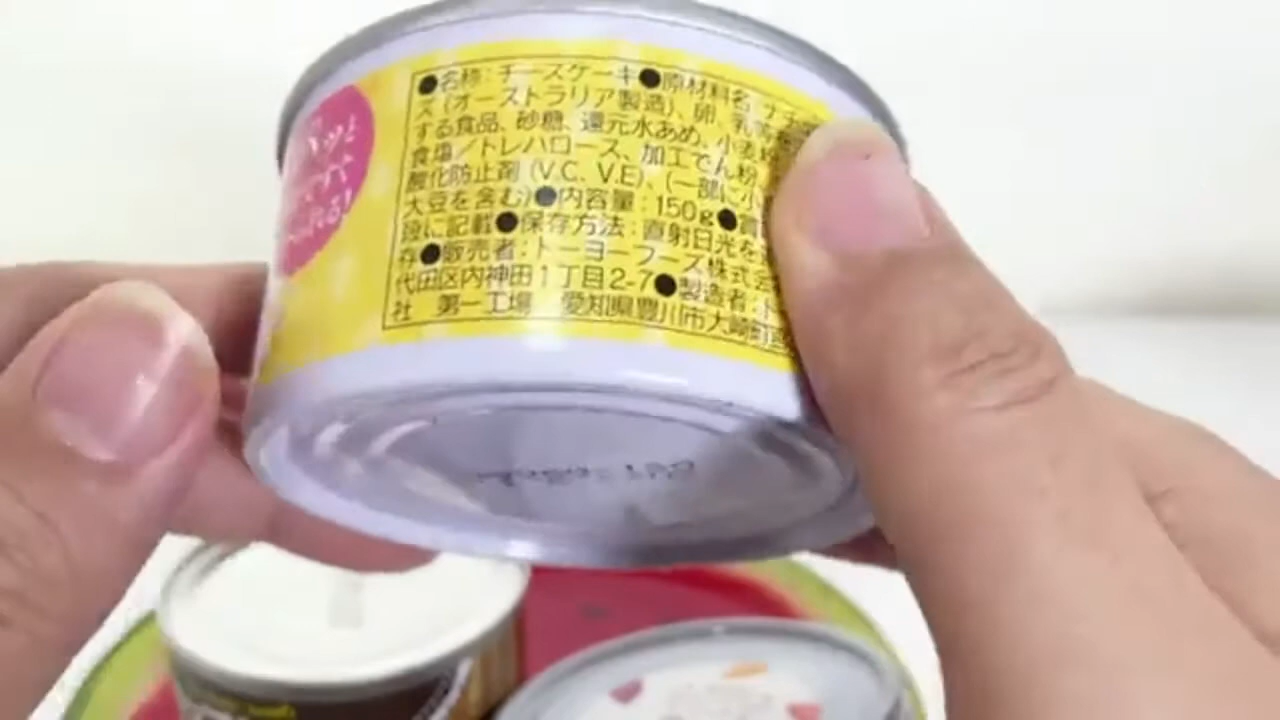 ●名称:チーズケーキ●原材料名:ナチ
ズ(オーストラリア製造)、卵、乳等を
する食品、砂糖、還元水あめ、小麦粉
食塩/トレハロース、加工でん粉、
酸化防止剤(V.C、V.E)、(一部に小
大豆を含む)●内容量:150g●賞
段に記載●保存方法:直射日光を
存●販売者:トーヨーフーズ株式会
代田区内神田1丁目2-7●製造者:ト
社 第一工場 愛知県豊川市大崎町